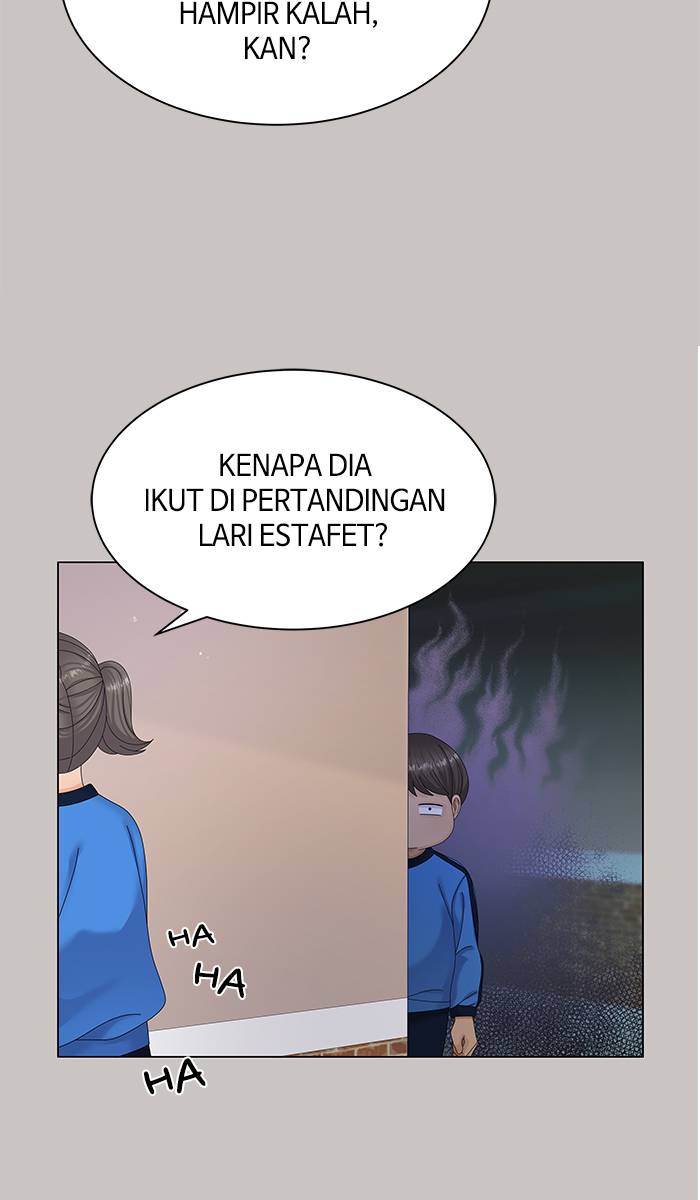 HAMPIR KALAH,
KAN?
KENAPA DIA
IKUT DI PERTANDINGAN
LARI ESTAFET?
HA
HA
HA